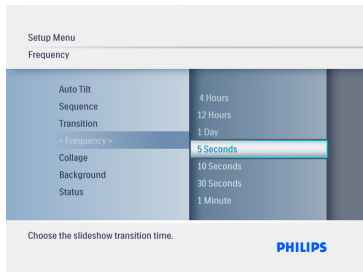 Setup Menu
Frequency
Auto Tilt
Sequence
Transition
« Frequency »
Collage
Background
Status
4 Hours
12 Hours
1 Day
5 Seconds
10 Seconds
30 Seconds
1 Minute
Choose the slideshow transition time.
PHILIPS